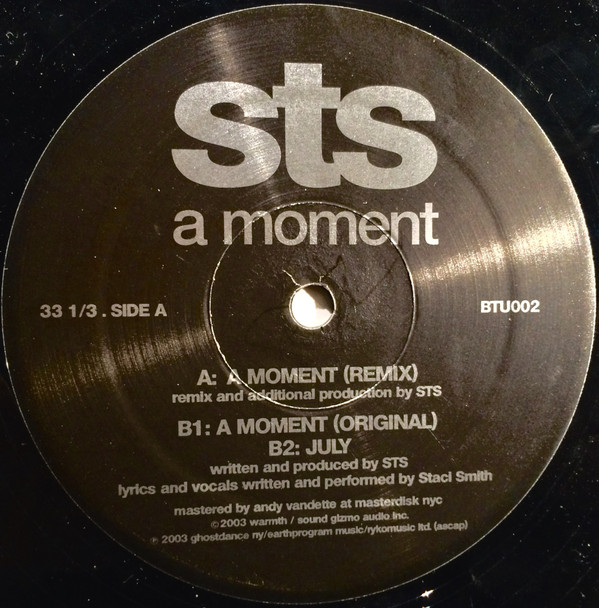 sts
a moment
33 1/3 . SIDE A
BTU002
A: A MOMENT (REMIX)
remix and additional production by STS
B1: A MOMENT (ORIGINAL)
B2: JULY
written and produced by STS
lyrics and vocals written and performed by Staci Smith
mastered by andy vandette at masterdisk nyc
© 2003 warmth / sound gizmo audio inc.
℗ 2003 ghostdance ny/earthprogram music/rykomusic ltd. (ascap)